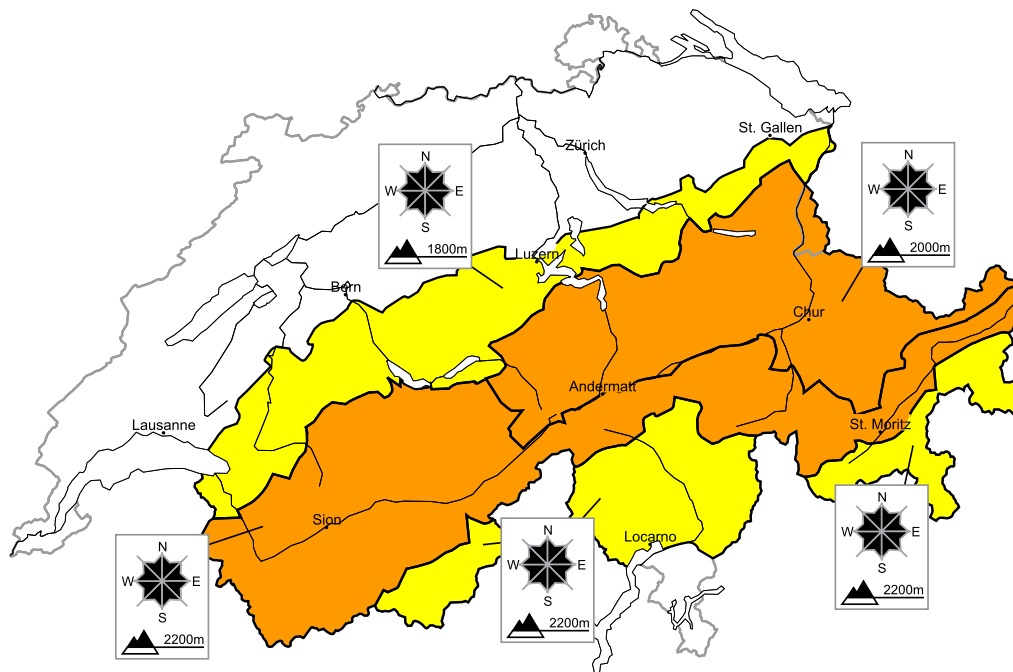 St. Gallen
Zürich
N
W E
S
1800m
N
W E
S
2000m
Luzern
Bern
Chur
Andermatt
Lausanne
St. Moritz
Sion
Locarno
N
W E
S
2200m
N
W E
S
2200m
N
W E
S
2200m